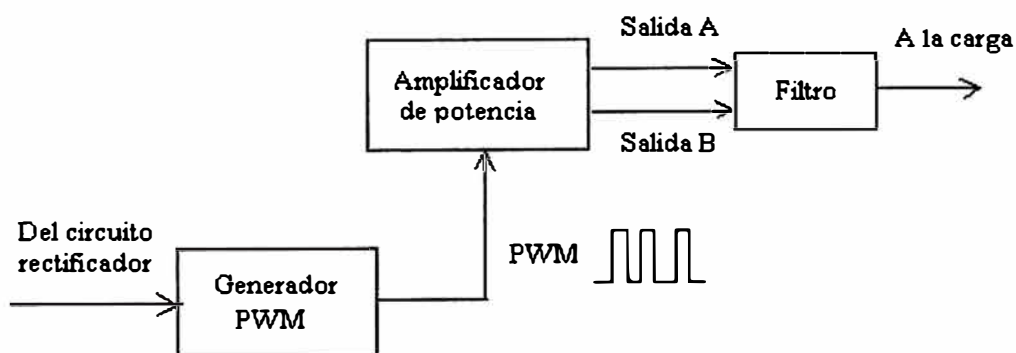 Salida A
A la carga
Amplificador
de potencia
Filtro
Salida B
Del circuito
rectificador
PWM
Generador
PWM